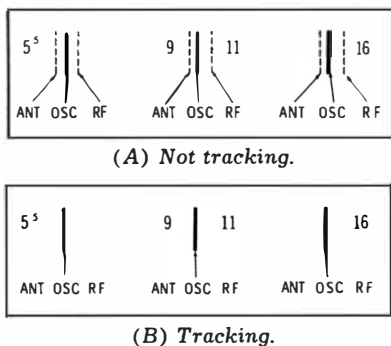 5⁵ 9 11 16
ANT OSC RF ANT OSC RF ANT OSC RF
(A) Not tracking.
5⁵ 9 11 16
ANT OSC RF ANT OSC RF ANT OSC RF
(B) Tracking.